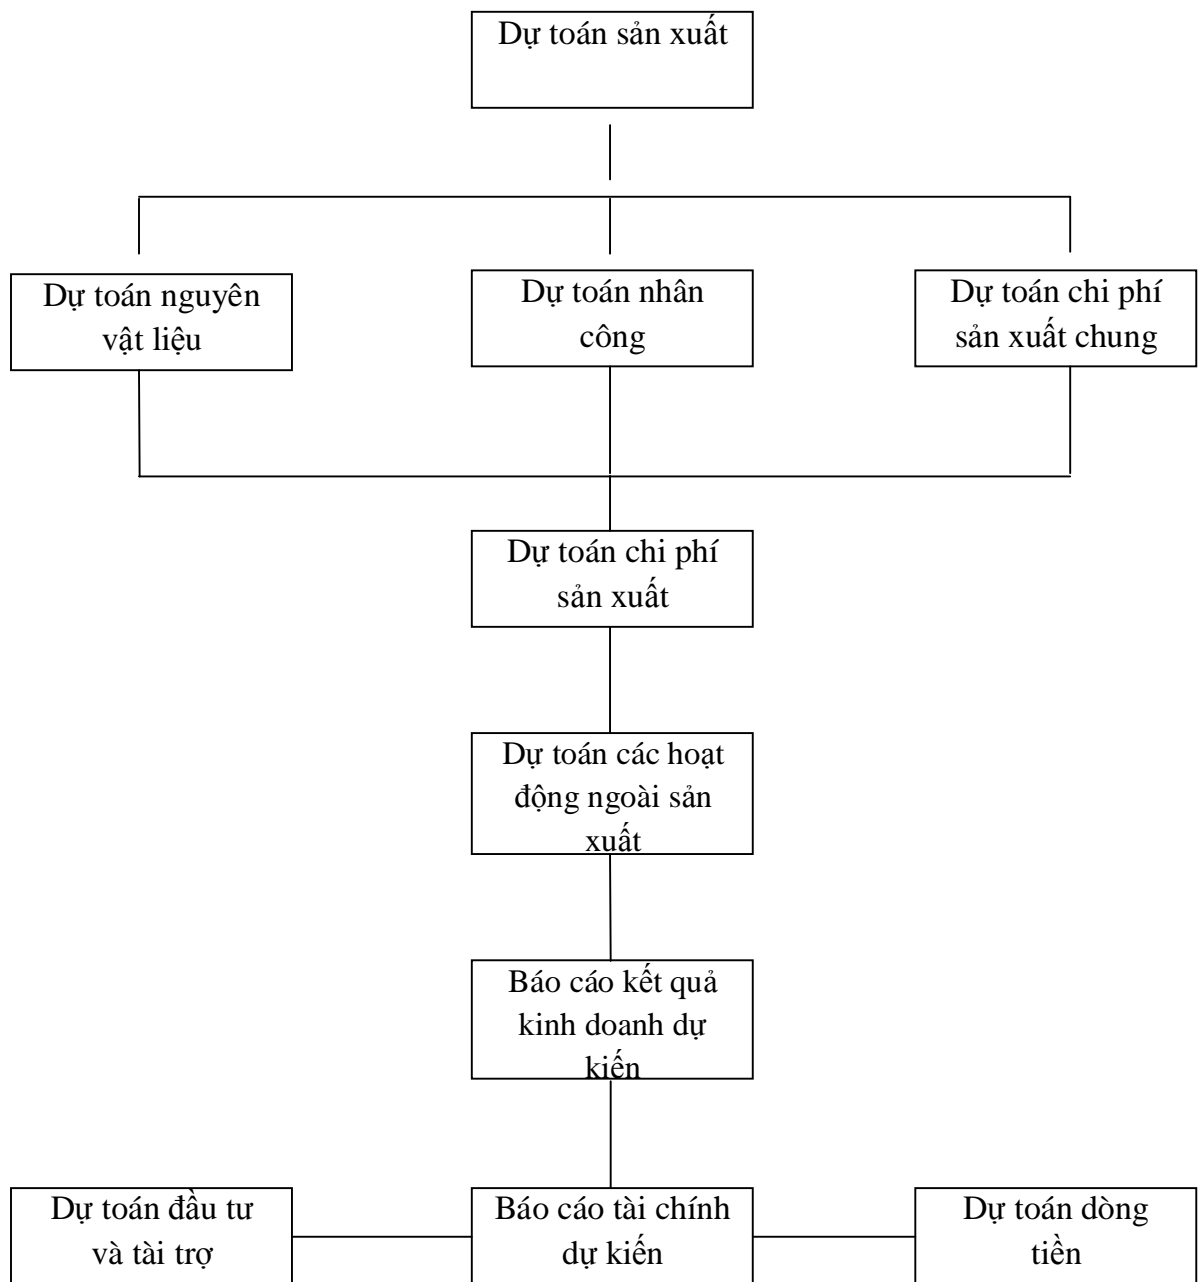 Dự toán sản xuất
Dự toán nguyên
vật liệu
Dự toán nhân
công
Dự toán chi phí
sản xuất chung
Dự toán chi phí
sản xuất
Dự toán các hoạt
động ngoài sản
xuất
Báo cáo kết quả
kinh doanh dự
kiến
Dự toán đầu tư
và tài trợ
Báo cáo tài chính
dự kiến
Dự toán dòng
tiền